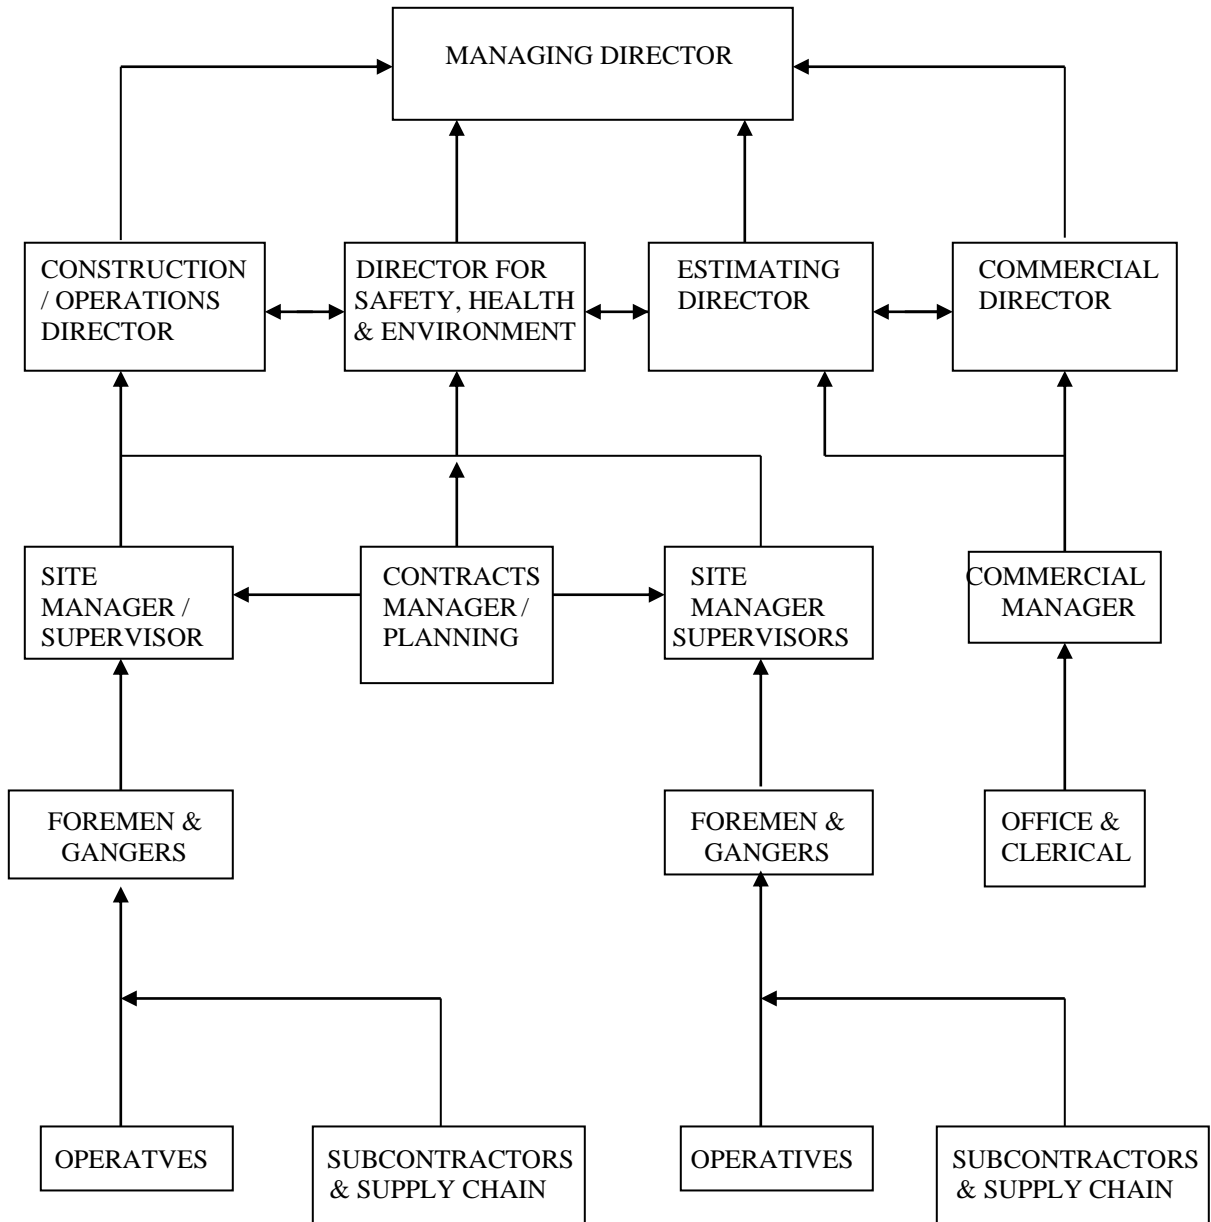 MANAGING DIRECTOR
CONSTRUCTION
/ OPERATIONS
DIRECTOR
DIRECTOR FOR
SAFETY, HEALTH
& ENVIRONMENT
ESTIMATING
DIRECTOR
COMMERCIAL
DIRECTOR
SITE
MANAGER /
SUPERVISOR
CONTRACTS
MANAGER /
PLANNING
SITE
MANAGER
SUPERVISORS
COMMERCIAL
MANAGER
FOREMEN &
GANGERS
FOREMEN &
GANGERS
OFFICE &
CLERICAL
OPERATVES
SUBCONTRACTORS
& SUPPLY CHAIN
OPERATIVES
SUBCONTRACTORS
& SUPPLY CHAIN